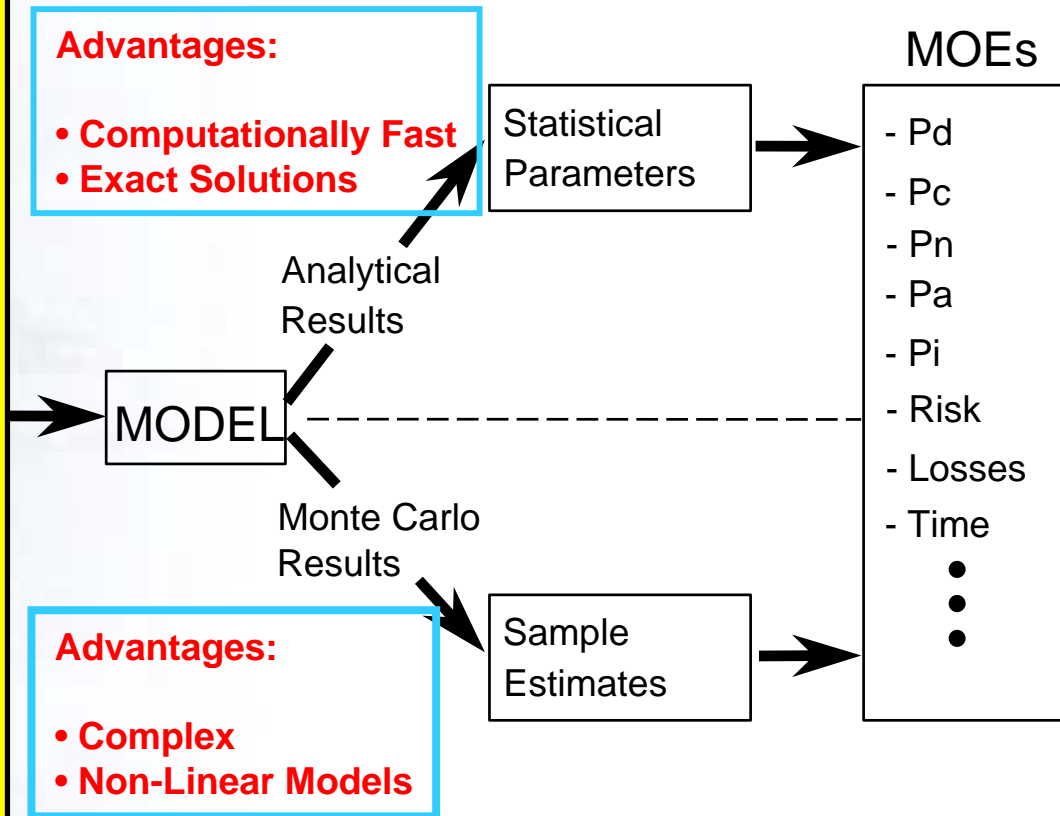 Advantages:
• Computationally Fast
• Exact Solutions
Statistical
Parameters
MOEs
- Pd
- Pc
- Pn
- Pa
- Pi
- Risk
- Losses
- Time
•
•
•
Analytical
Results
MODEL
Monte Carlo
Results
Sample
Estimates
Advantages:
• Complex
• Non-Linear Models